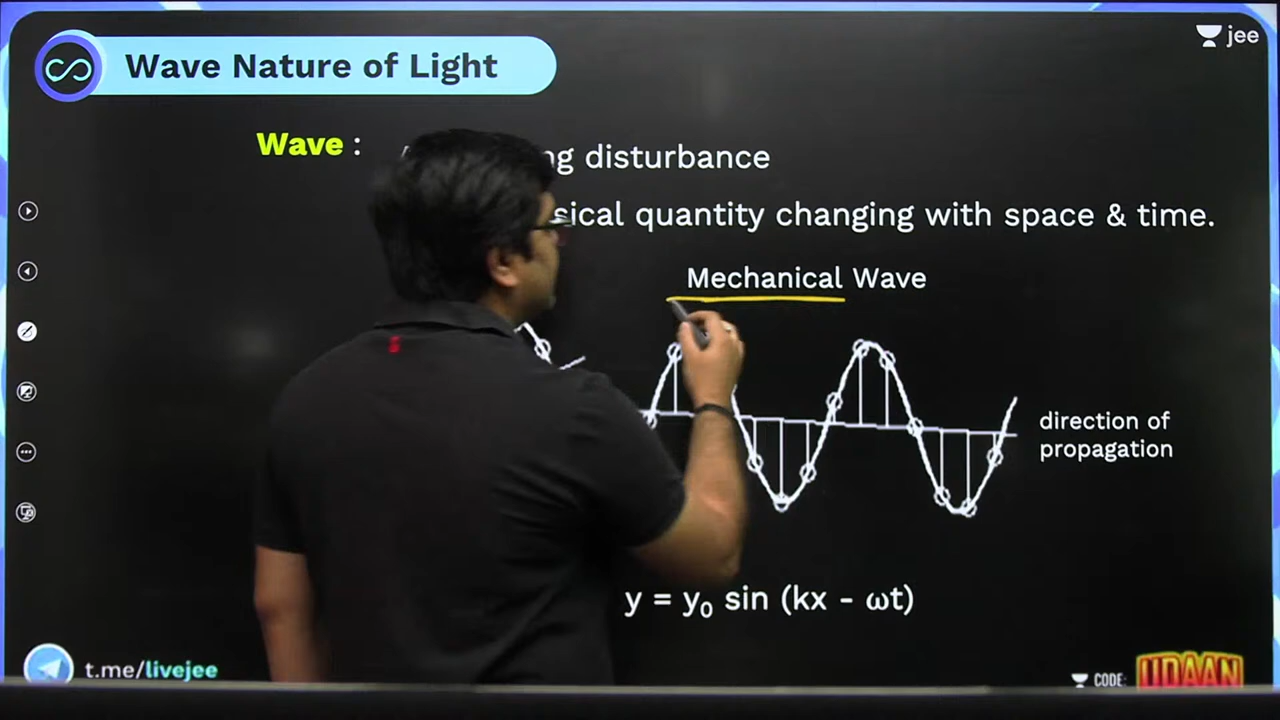 jee
Wave Nature of Light
Wave :
disturbance
quantity changing with space & time.
Mechanical Wave
direction of
propagation
y = y₀ sin (kx - ωt)
t.me/livejee
CODE: UDAAN